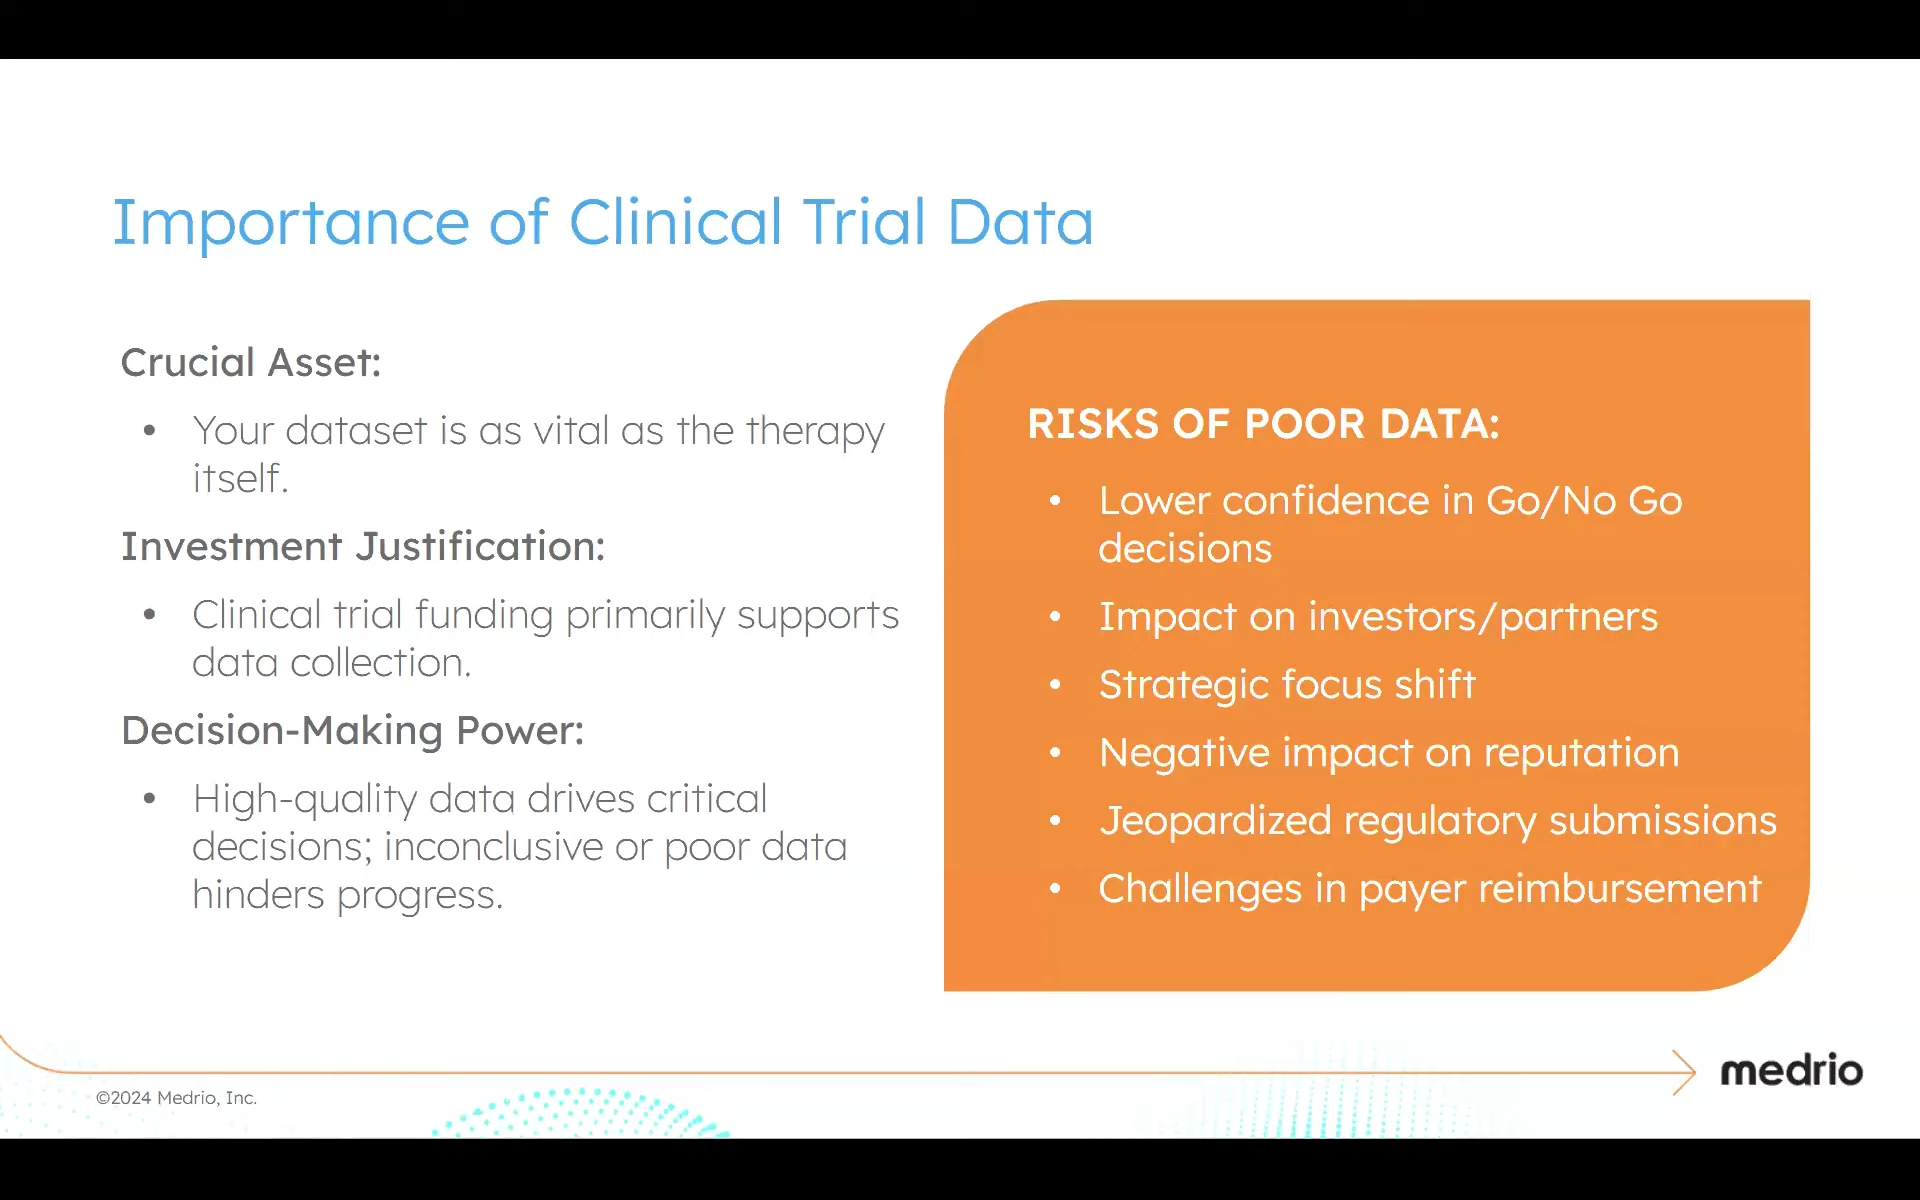 Importance of Clinical Trial Data
Crucial Asset:
• Your dataset is as vital as the therapy
itself.
Investment Justification:
• Clinical trial funding primarily supports
data collection.
Decision-Making Power:
• High-quality data drives critical
decisions; inconclusive or poor data
hinders progress.
RISKS OF POOR DATA:
• Lower confidence in Go/No Go
decisions
• Impact on investors/partners
• Strategic focus shift
• Negative impact on reputation
• Jeopardized regulatory submissions
• Challenges in payer reimbursement
©2024 Medrio, Inc.
medrio